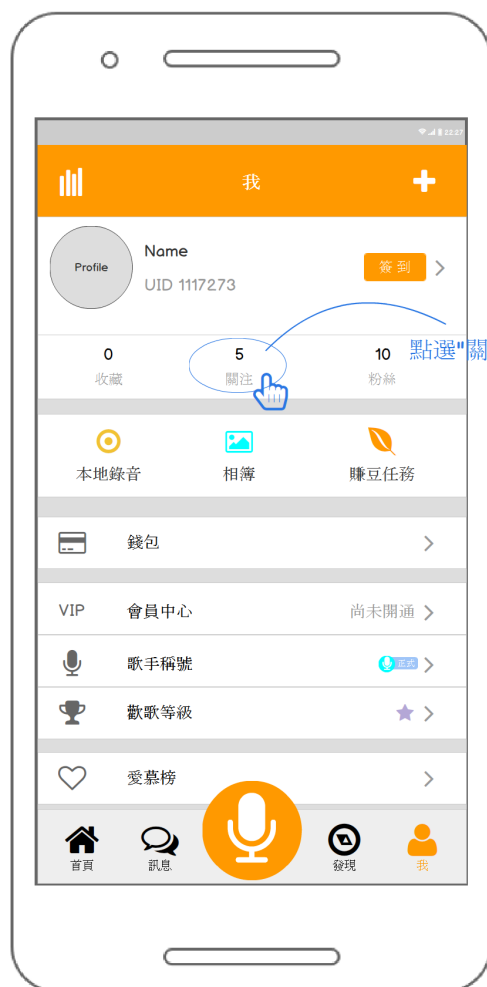 22:27
我
Profile
Name
UID 1117273
簽到
0
收藏
5
關注
10
粉絲
點選"關
本地錄音
相簿
賺豆任務
錢包
VIP 會員中心 尚未開通
歌手稱號 正式
歡歌等級
愛慕榜
首頁
訊息
發現
我